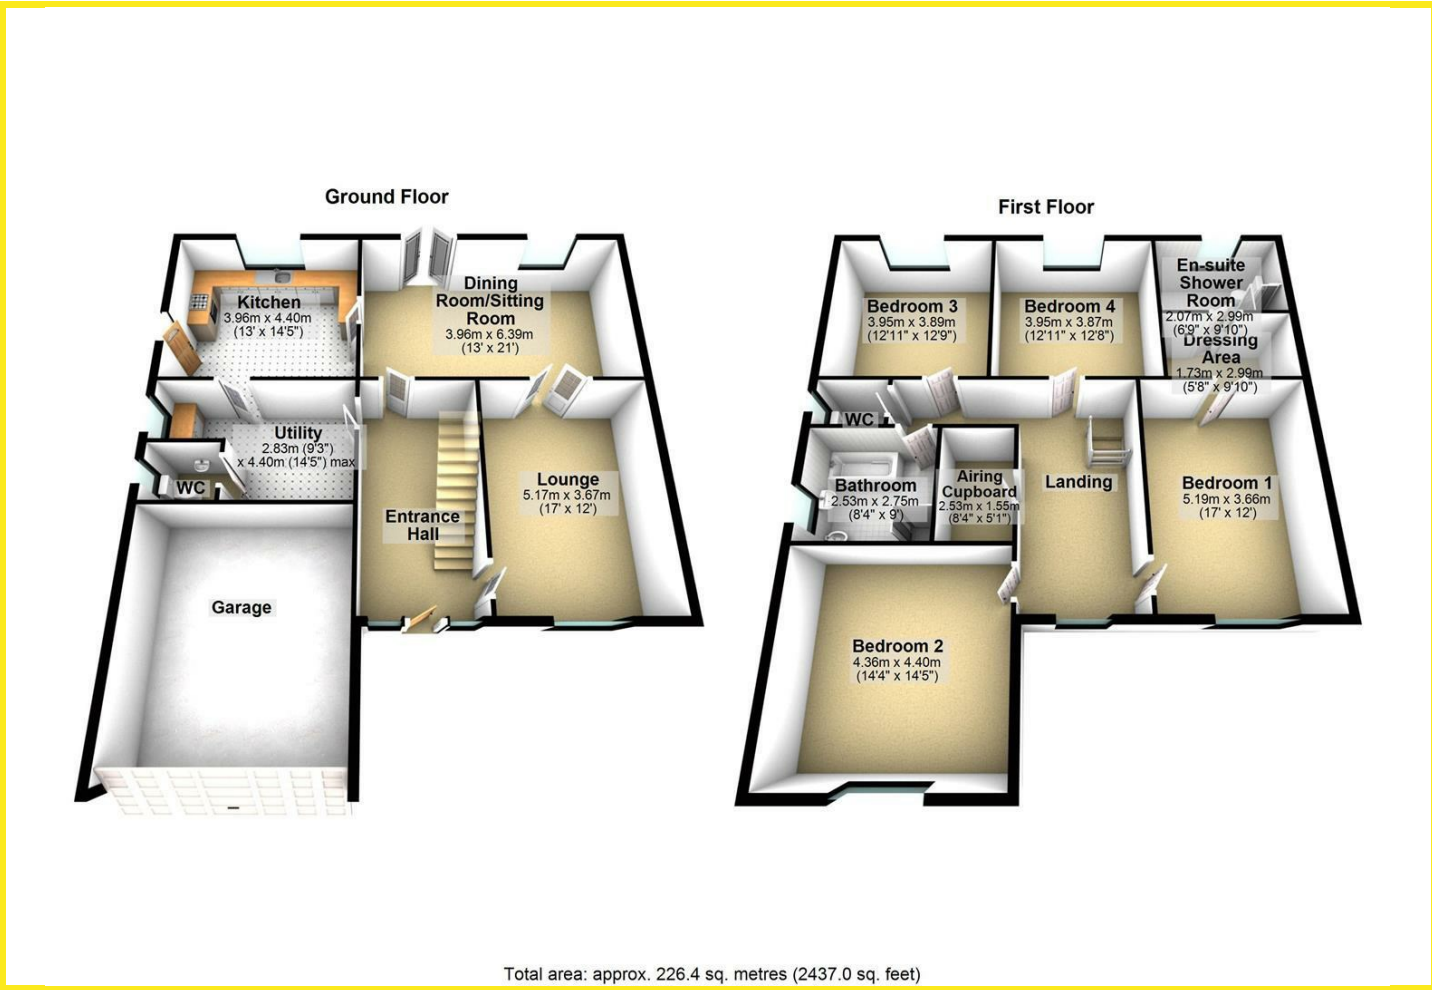 Ground Floor
Kitchen
3.96m x 4.40m
(13' x 14'5")
Dining
Room/Sitting
Room
3.96m x 6.39m
(13' x 21')
Utility
2.83m (9'3")
x 4.40m (14'5") max
WC
Entrance
Hall
Lounge
5.17m x 3.67m
(17' x 12')
Garage
First Floor
Bedroom 3
3.95m x 3.89m
(12'11" x 12'9")
Bedroom 4
3.95m x 3.87m
(12'11" x 12'8")
En-suite
Shower
Room
2.07m x 2.99m
(6'9" x 9'10")
Dressing
Area
1.73m x 2.99m
(5'8" x 9'10")
WC
Bathroom
2.53m x 2.75m
(8'4" x 9')
Airing
Cupboard
2.53m x 1.55m
(8'4" x 5'1")
Landing
Bedroom 1
5.19m x 3.66m
(17' x 12')
Bedroom 2
4.36m x 4.40m
(14'4" x 14'5")
Total area: approx. 226.4 sq. metres (2437.0 sq. feet)